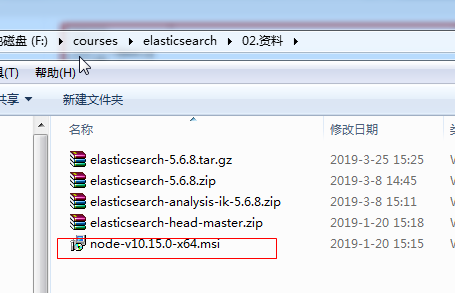 磁盘 (F:) ▸ courses ▸ elasticsearch ▸ 02.资料
(T) 帮助(H)
共享 新建文件夹
名称 修改日期
elasticsearch-5.6.8.tar.gz 2019-3-25 15:25
elasticsearch-5.6.8.zip 2019-3-8 14:45
elasticsearch-analysis-ik-5.6.8.zip 2019-3-8 15:11
elasticsearch-head-master.zip 2019-1-20 15:18
node-v10.15.0-x64.msi 2019-1-20 15:15